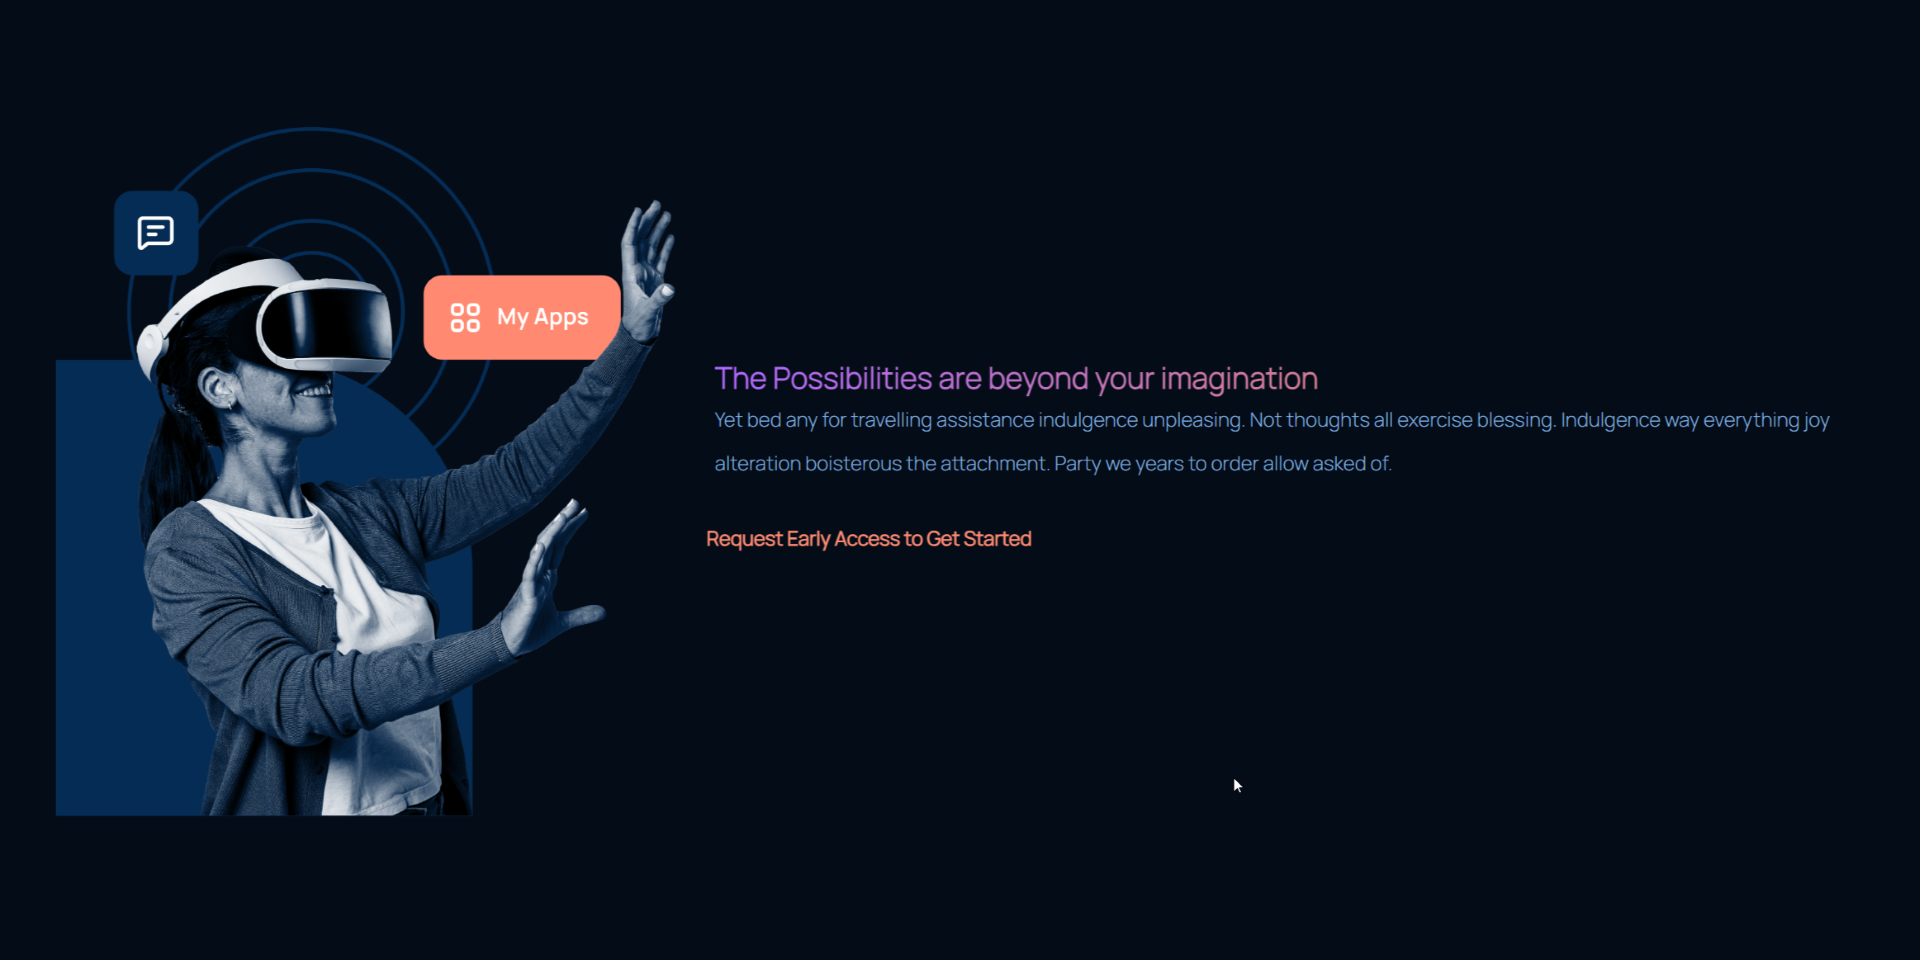 My Apps
The Possibilities are beyond your imagination
Yet bed any for travelling assistance indulgence unpleasing. Not thoughts all exercise blessing. Indulgence way everything joy
alteration boisterous the attachment. Party we years to order allow asked of.
Request Early Access to Get Started